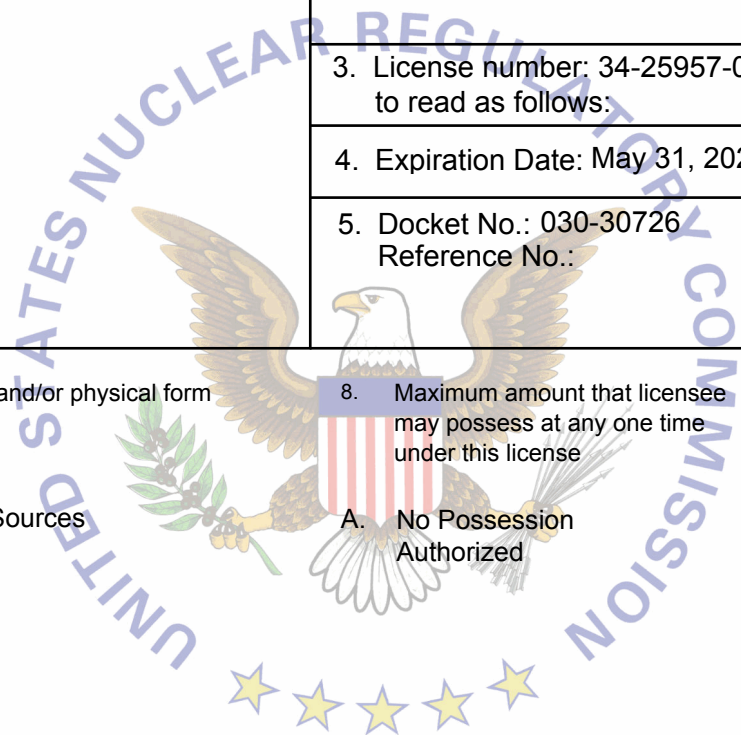 UNITED STATES NUCLEAR REGULATORY COMMISSION
3. License number: 34-25957-0
to read as follows:
4. Expiration Date: May 31, 202
5. Docket No.: 030-30726
Reference No.:
and/or physical form
8. Maximum amount that licensee
may possess at any one time
under this license
Sources
A. No Possession
Authorized